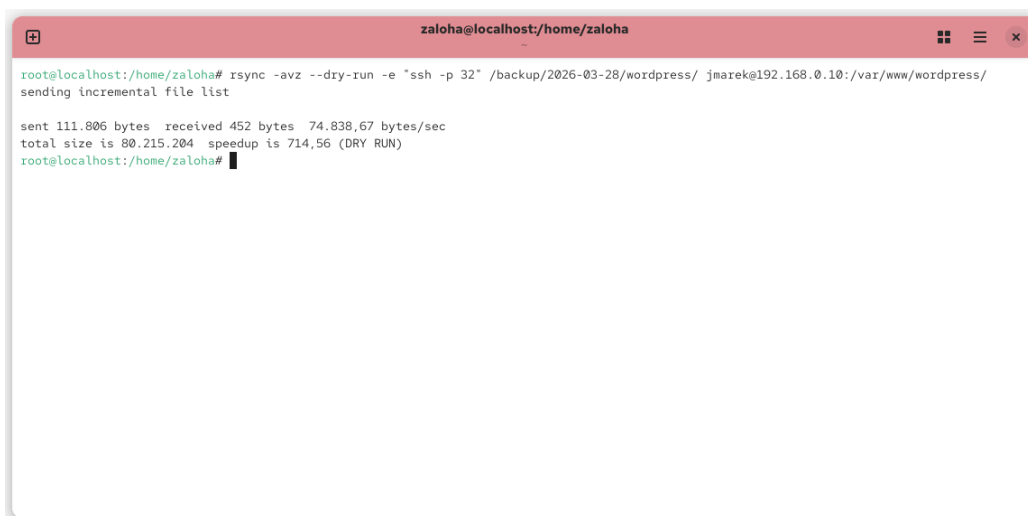 zaloha@localhost:/home/zaloha
~
root@localhost:/home/zaloha# rsync -avz --dry-run -e "ssh -p 32" /backup/2026-03-28/wordpress/ jmarek@192.168.0.10:/var/www/wordpress/
sending incremental file list
sent 111.806 bytes  received 452 bytes  74.838,67 bytes/sec
total size is 80.215.204  speedup is 714,56 (DRY RUN)
root@localhost:/home/zaloha#